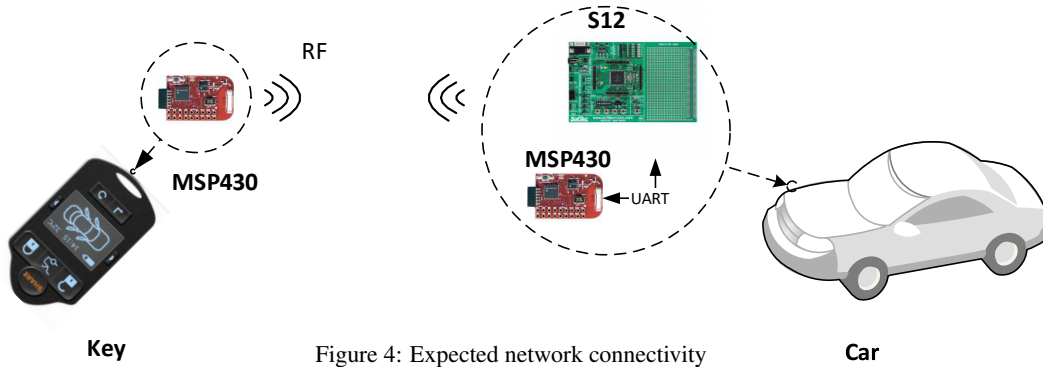 S12
RF
MSP430
MSP430
UART
Key
Figure 4: Expected network connectivity
Car